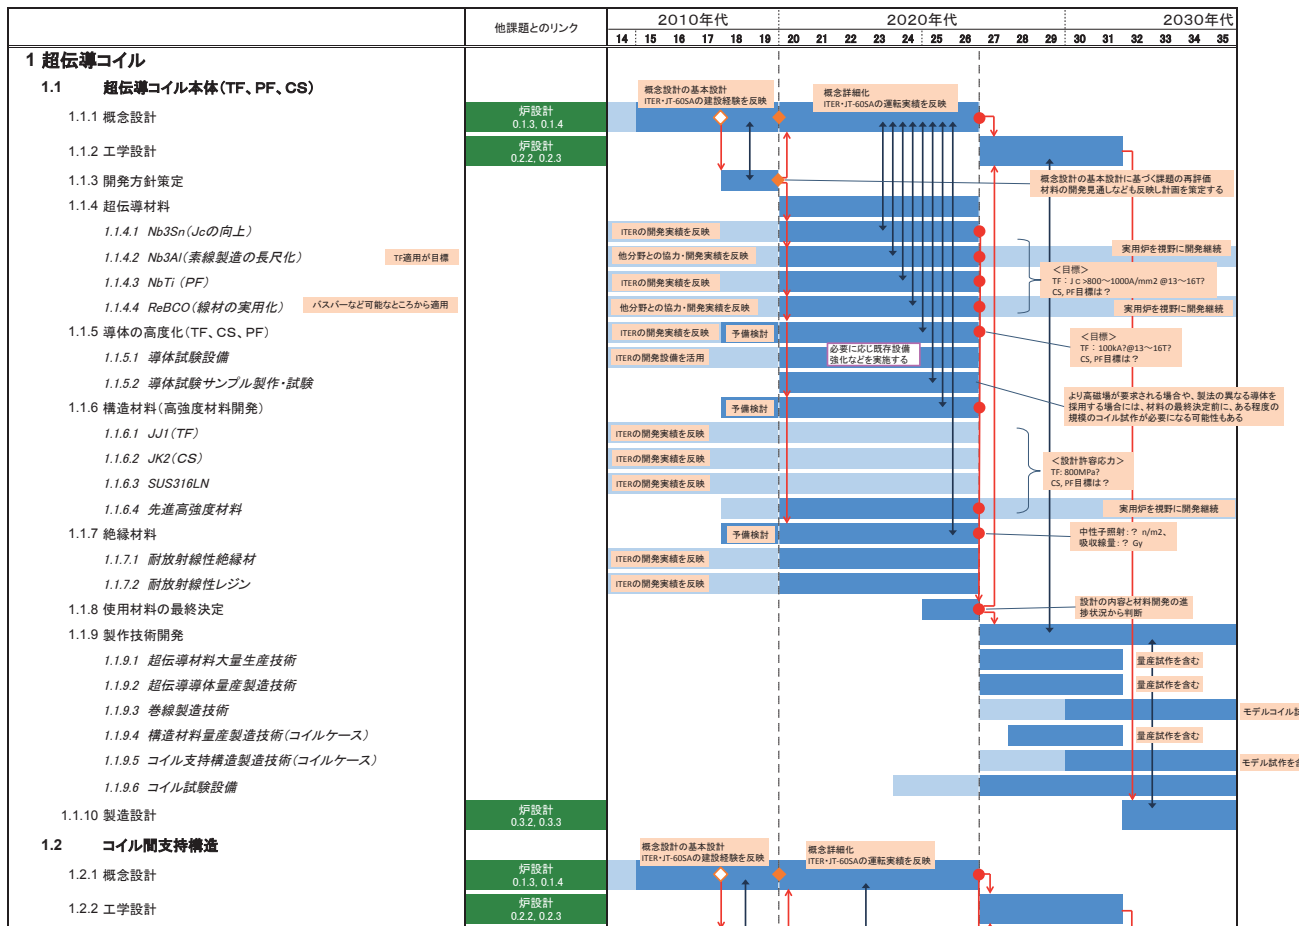 他課題とのリンク
2010年代
2020年代
2030年代
14 15 16 17 18 19 20 21 22 23 24 25 26 27 28 29 30 31 32 33 34 35
1 超伝導コイル
1.1 超伝導コイル本体(TF、PF、CS)
概念設計の基本設計
ITER・JT-60SAの建設経験を反映
概念詳細化
ITER・JT-60SAの運転実績を反映
1.1.1 概念設計
炉設計
0.1.3, 0.1.4
1.1.2 工学設計
炉設計
0.2.2, 0.2.3
1.1.3 開発方針策定
概念設計の基本設計に基づく課題の再評価
材料の開発見通しなども反映し計画を策定する
1.1.4 超伝導材料
1.1.4.1 Nb3Sn(Jcの向上)
ITERの開発実績を反映
1.1.4.2 Nb3Al(素線製造の長尺化)
TF適用が目標
他分野との協力・開発実績を反映
実用炉を視野に開発継続
1.1.4.3 NbTi (PF)
ITERの開発実績を反映
<目標>
TF:Jc>800~1000A/mm2 @13~16T?
CS, PF目標は?
1.1.4.4 ReBCO(線材の実用化)
バスバーなど可能なところから適用
他分野との協力・開発実績を反映
実用炉を視野に開発継続
1.1.5 導体の高度化(TF、CS、PF)
ITERの開発実績を反映
予備検討
<目標>
TF:100kA?@13~16T?
CS, PF目標は?
1.1.5.1 導体試験設備
ITERの開発設備を活用
必要に応じ既存設備
強化などを実施する
1.1.5.2 導体試験サンプル製作・試験
より高磁場が要求される場合や、製法の異なる導体を
採用する場合には、材料の最終決定前に、ある程度の
規模のコイル試作が必要になる可能性もある
1.1.6 構造材料(高強度材料開発)
予備検討
1.1.6.1 JJ1(TF)
ITERの開発実績を反映
1.1.6.2 JK2(CS)
ITERの開発実績を反映
<設計許容応力>
TF: 800MPa?
CS, PF目標は?
1.1.6.3 SUS316LN
ITERの開発実績を反映
1.1.6.4 先進高強度材料
実用炉を視野に開発継続
1.1.7 絶縁材料
予備検討
中性子照射:? n/m2、
吸収線量:? Gy
1.1.7.1 耐放射線性絶縁材
ITERの開発実績を反映
1.1.7.2 耐放射線性レジン
ITERの開発実績を反映
1.1.8 使用材料の最終決定
設計の内容と材料開発の進
捗状況から判断
1.1.9 製作技術開発
1.1.9.1 超伝導材料大量生産技術
量産試作を含む
1.1.9.2 超伝導導体量産製造技術
量産試作を含む
1.1.9.3 巻線製造技術
モデルコイル試
1.1.9.4 構造材料量産製造技術(コイルケース)
量産試作を含む
1.1.9.5 コイル支持構造製造技術(コイルケース)
モデル試作を含
1.1.9.6 コイル試験設備
1.1.10 製造設計
炉設計
0.3.2, 0.3.3
1.2 コイル間支持構造
概念設計の基本設計
ITER・JT-60SAの建設経験を反映
概念詳細化
ITER・JT-60SAの運転実績を反映
1.2.1 概念設計
炉設計
0.1.3, 0.1.4
1.2.2 工学設計
炉設計
0.2.2, 0.2.3